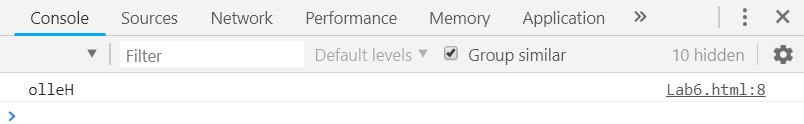 Console Sources Network Performance Memory Application »
Filter Default levels ▼ Group similar 10 hidden
olleH Lab6.html:8
>